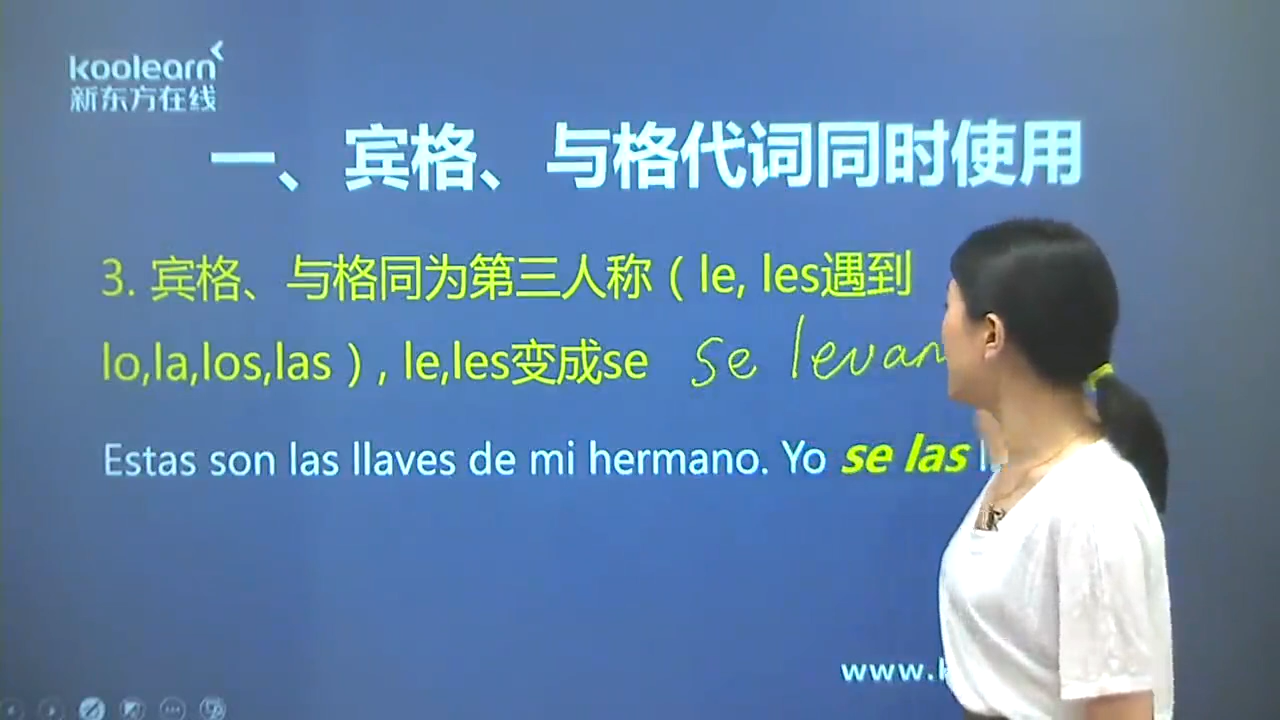 koolearn
新东方在线
一、宾格、与格代词同时使用
3. 宾格、与格同为第三人称（le, les遇到
lo,la,los,las）, le,les变成se se levan
Estas son las llaves de mi hermano. Yo se las
www.